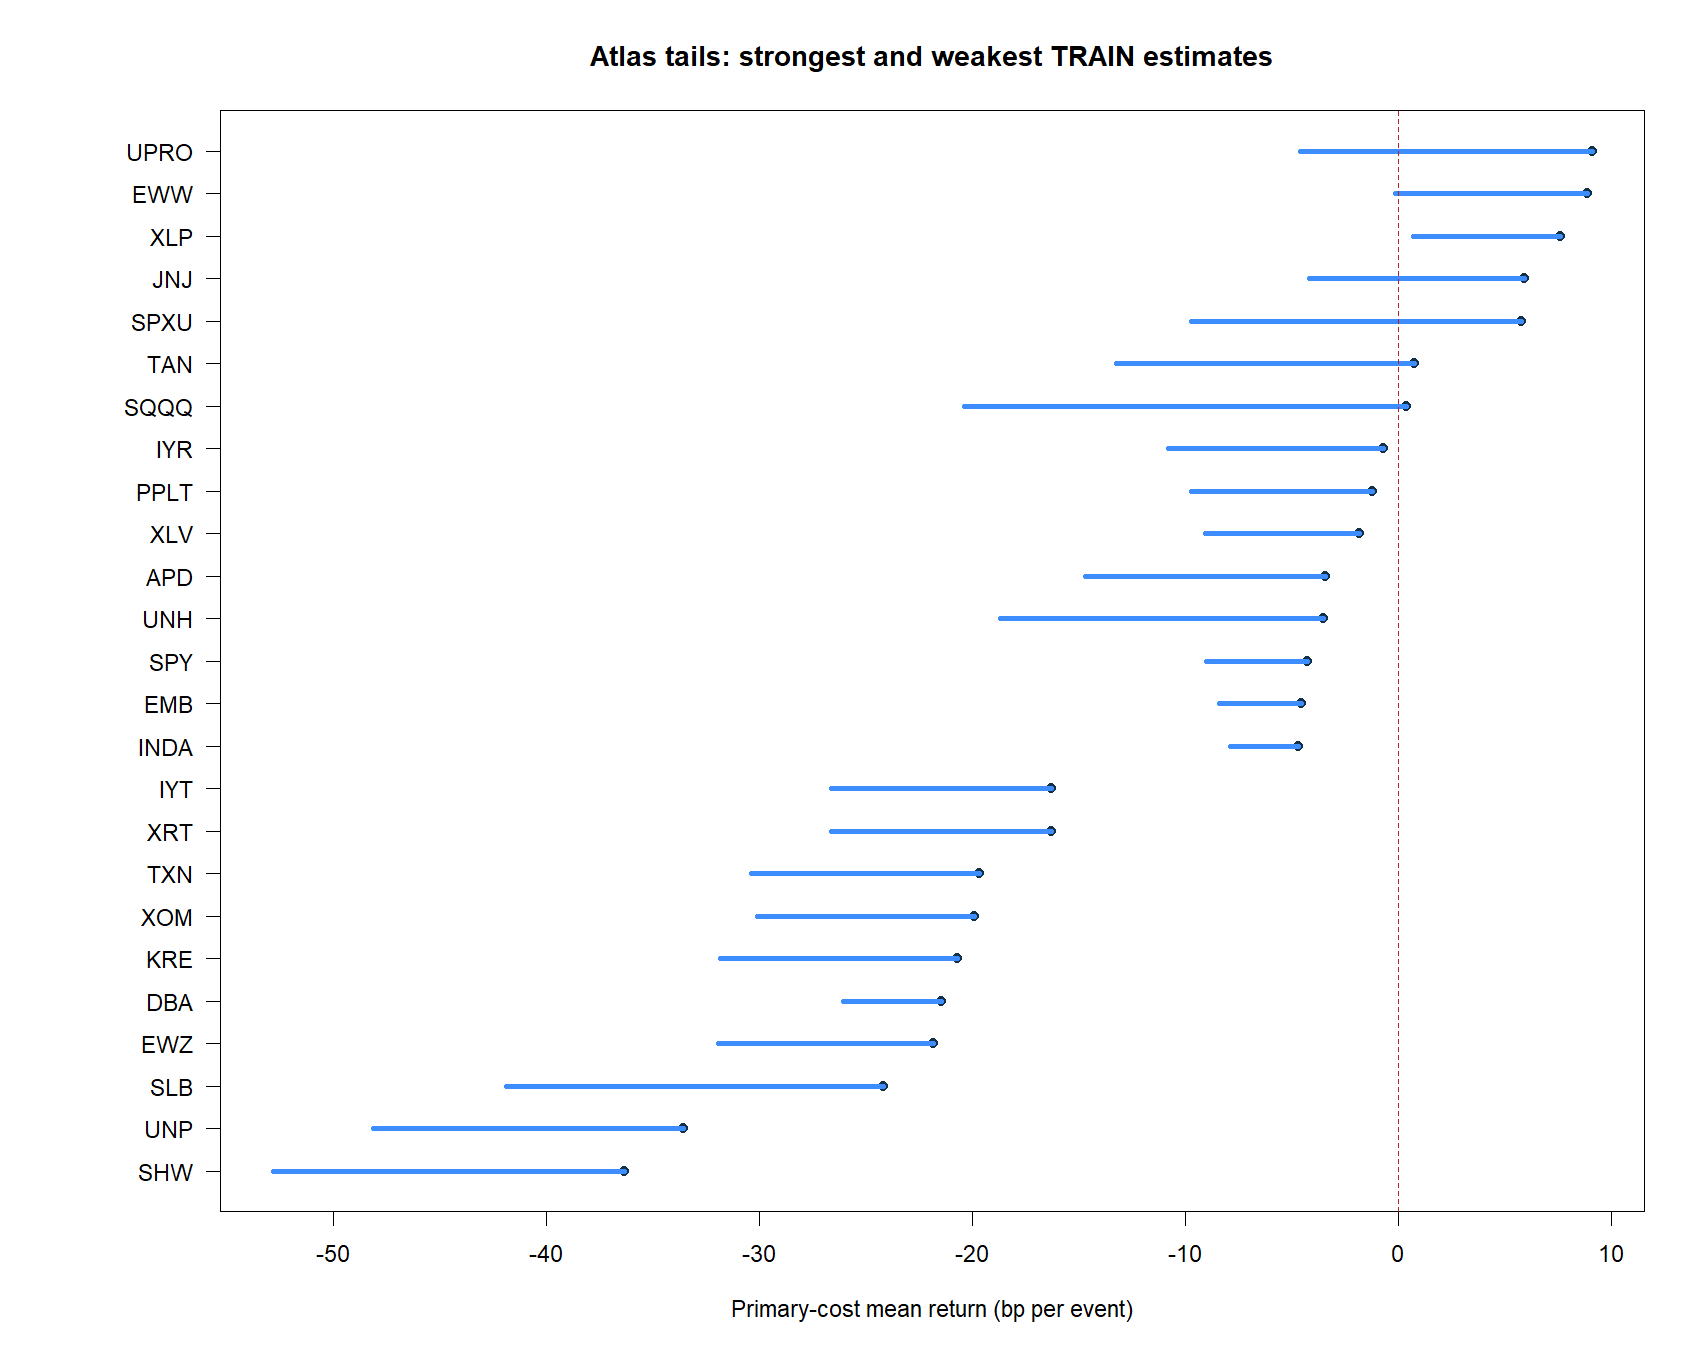 Atlas tails: strongest and weakest TRAIN estimates
UPRO
EWW
XLP
JNJ
SPXU
TAN
SQQQ
IYR
PPLT
XLV
APD
UNH
SPY
EMB
INDA
IYT
XRT
TXN
XOM
KRE
DBA
EWZ
SLB
UNP
SHW
-50 -40 -30 -20 -10 0 10
Primary-cost mean return (bp per event)